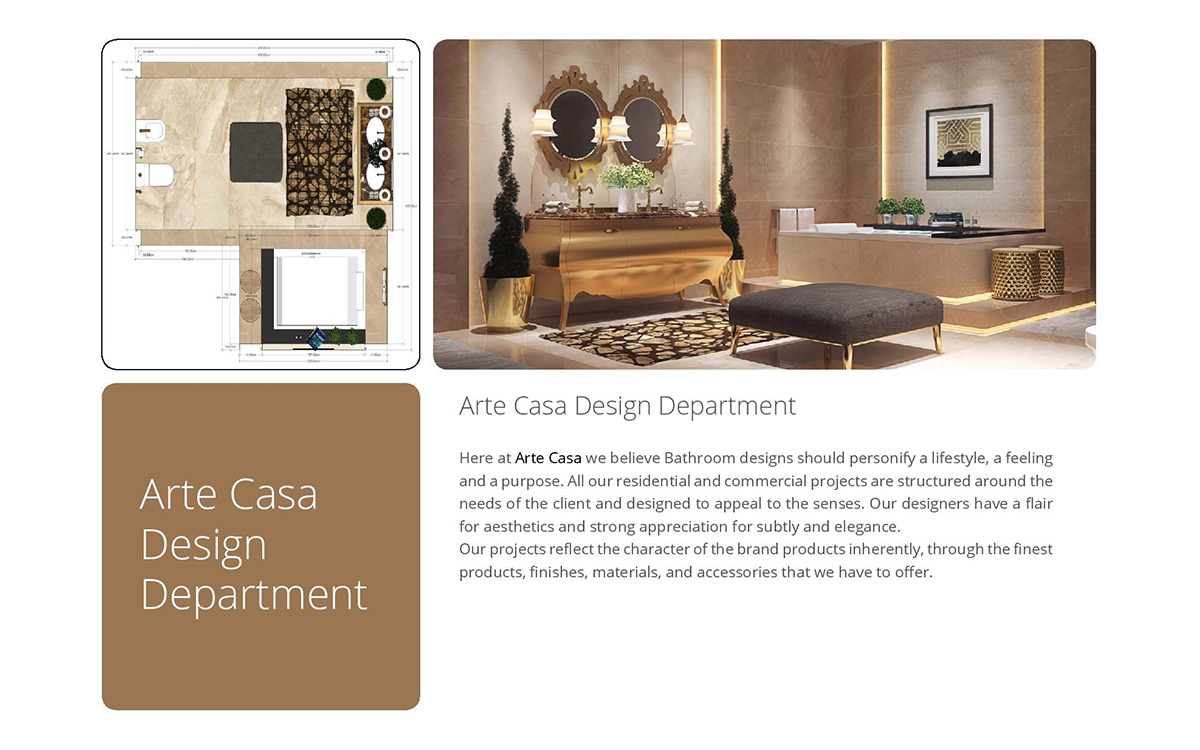 Arte Casa
Design
Department
Arte Casa Design Department
Here at Arte Casa we believe Bathroom designs should personify a lifestyle, a feeling
and a purpose. All our residential and commercial projects are structured around the
needs of the client and designed to appeal to the senses. Our designers have a flair
for aesthetics and strong appreciation for subtly and elegance.
Our projects reflect the character of the brand products inherently, through the finest
products, finishes, materials, and accessories that we have to offer.